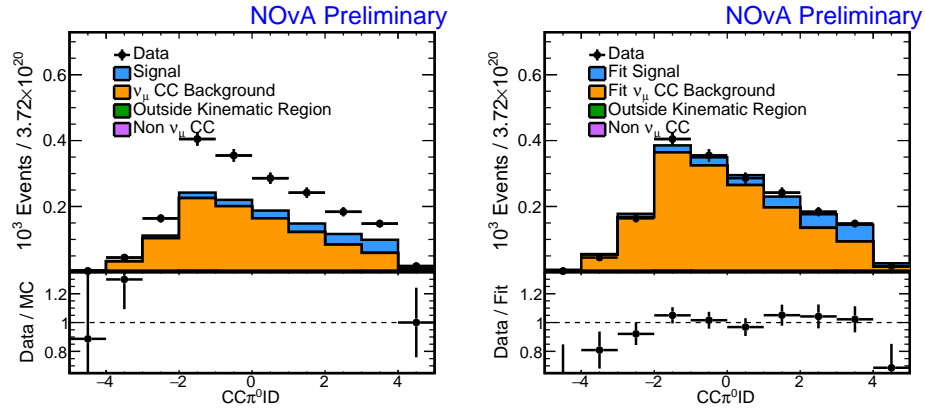 NOvA Preliminary
10³ Events / 3.72×10²⁰
0.6
0.4
0.2
Data
Signal
νμ CC Background
Outside Kinematic Region
Non νμ CC
Data / MC
1.2
1
0.8
−4 −2 0 2 4
CCπ⁰ID
NOvA Preliminary
10³ Events / 3.72×10²⁰
0.6
0.4
0.2
Data
Fit Signal
Fit νμ CC Background
Outside Kinematic Region
Non νμ CC
Data / Fit
1.2
1
0.8
−4 −2 0 2 4
CCπ⁰ID